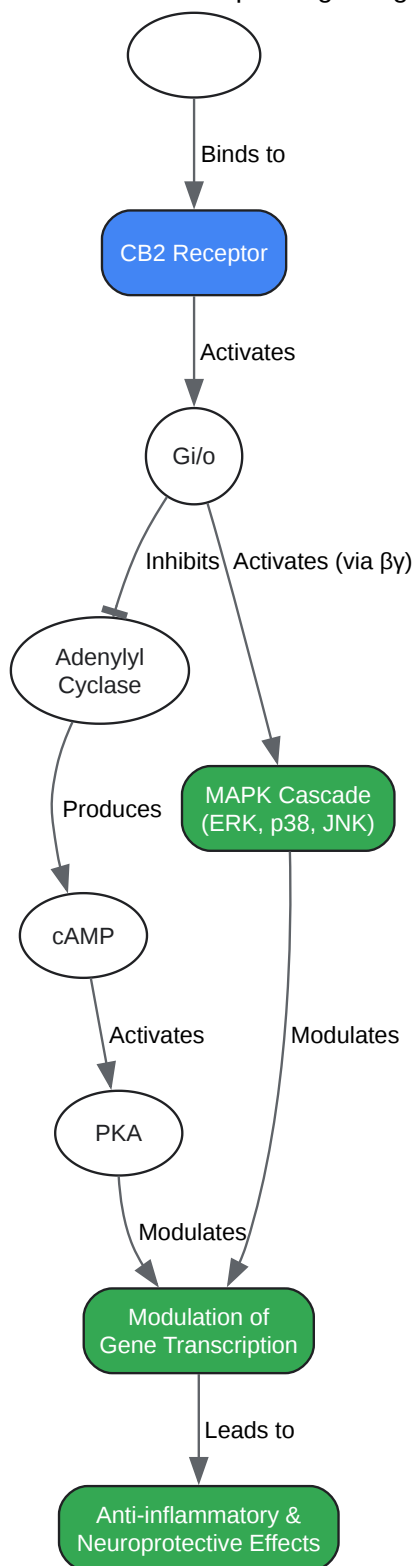 Binds to
CB2 Receptor
Activates
Gi/o
Inhibits
Activates (via βγ)
Adenylyl
Cyclase
Produces
MAPK Cascade
(ERK, p38, JNK)
cAMP
Activates
Modulates
PKA
Modulates
Modulation of
Gene Transcription
Leads to
Anti-inflammatory &
Neuroprotective Effects